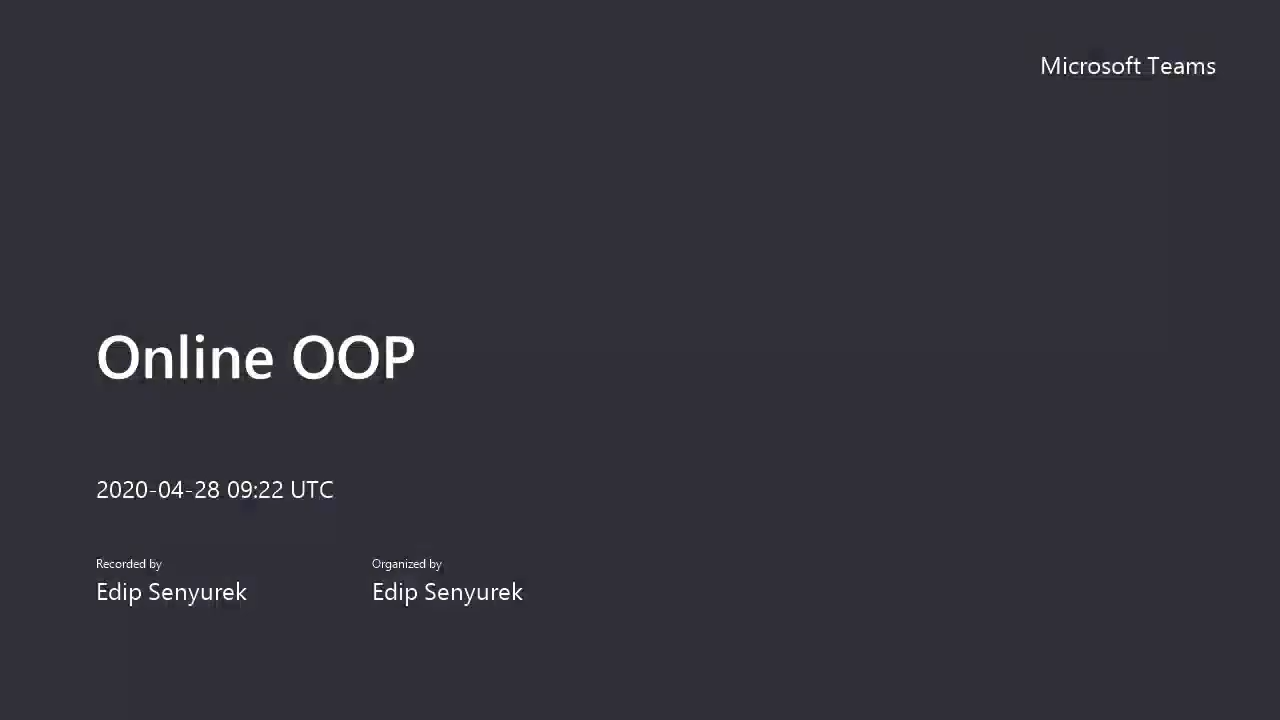 Microsoft Teams
Online OOP
2020-04-28 09:22 UTC
Recorded by
Edip Senyurek
Organized by
Edip Senyurek